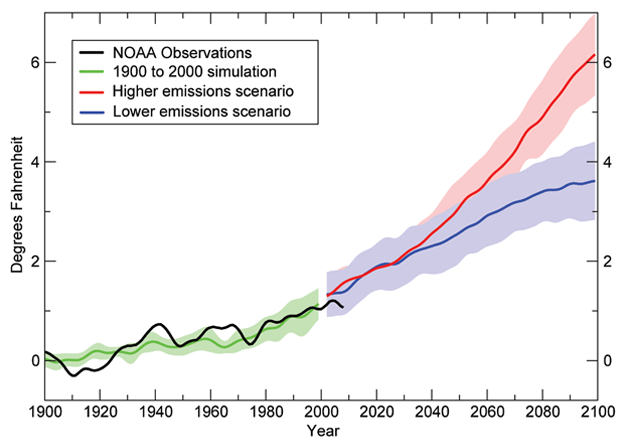 NOAA Observations
1900 to 2000 simulation
Higher emissions scenario
Lower emissions scenario
Degrees Fahrenheit
6 6
4 4
2 2
0 0
1900 1920 1940 1960 1980 2000 2020 2040 2060 2080 2100
Year